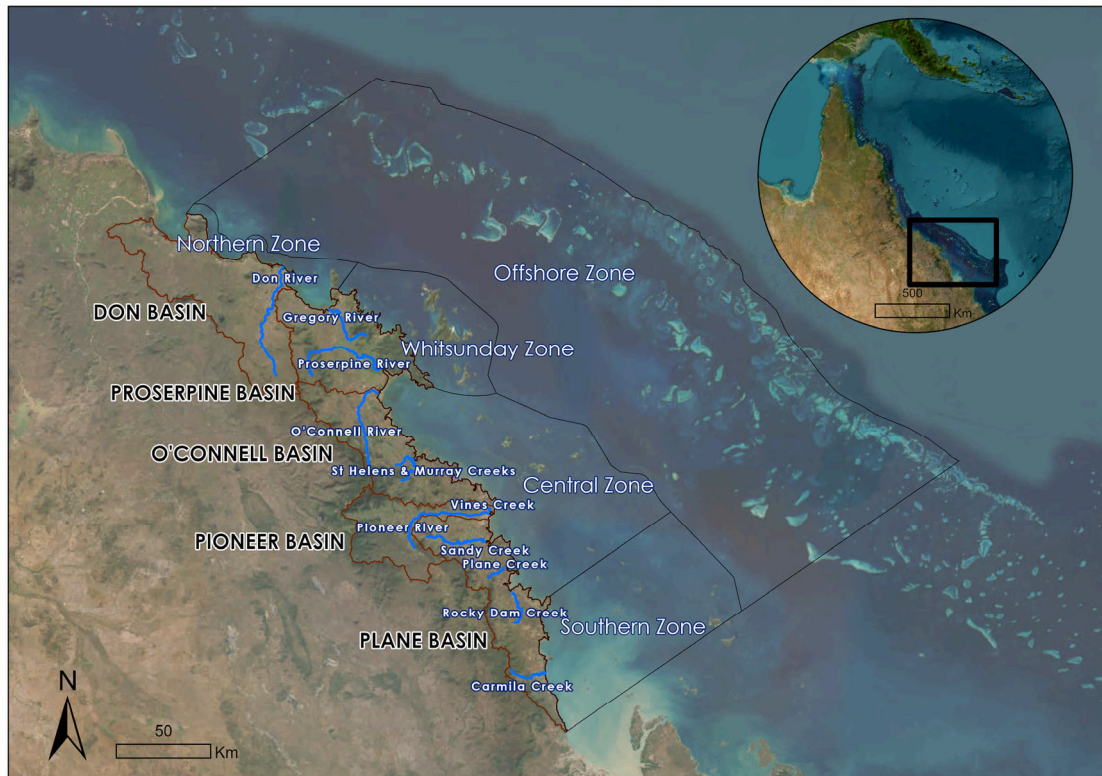 Northern Zone
Don River
Offshore Zone
500
Km
DON BASIN
Gregory River
Whitsunday Zone
Proserpine River
PROSERPINE BASIN
O'Connell River
O'CONNELL BASIN
St Helens & Murray Creeks
Central Zone
Vines Creek
Pioneer River
PIONEER BASIN
Sandy Creek
Plane Creek
Rocky Dam Creek
Southern Zone
PLANE BASIN
Carmila Creek
N
50
Km